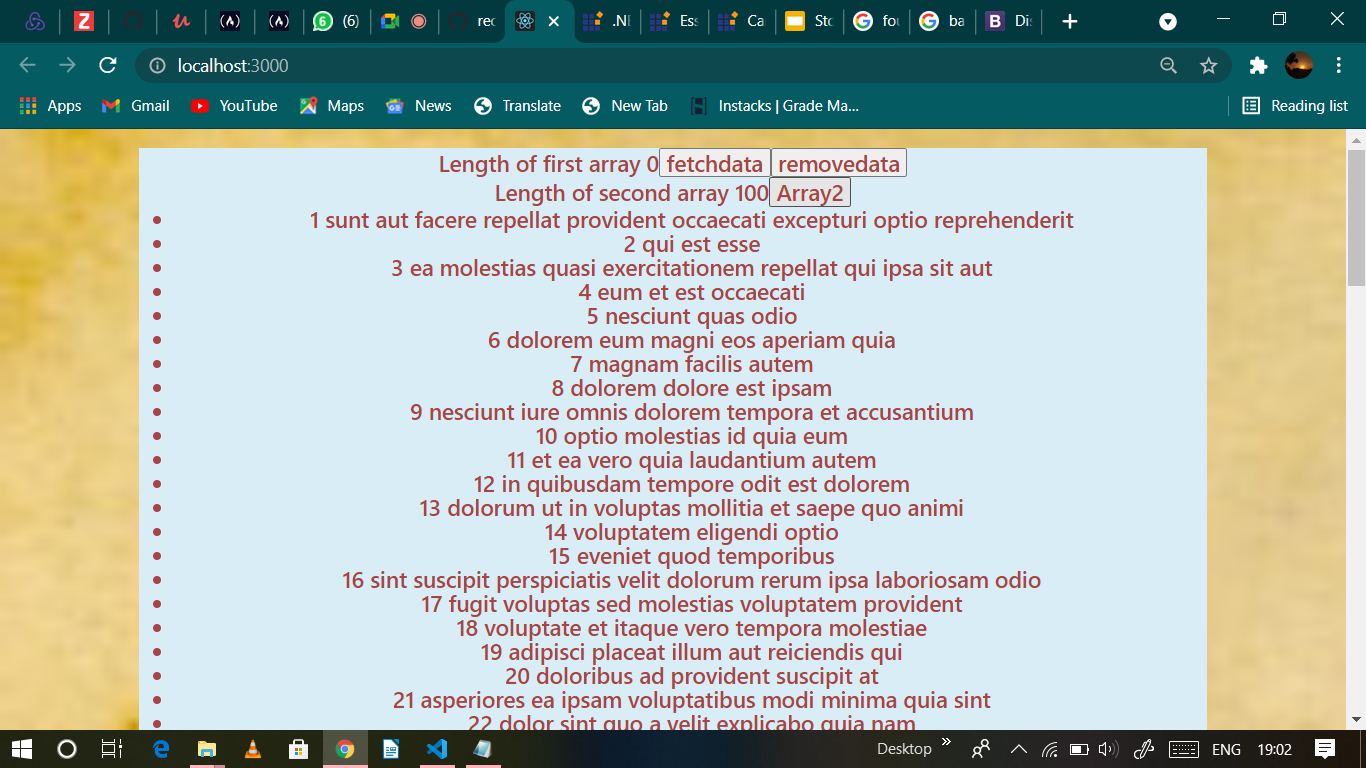 (6)
rec
.NE
Ess
Ca
Sto
fou
ba
Dis
localhost:3000
Apps
Gmail
YouTube
Maps
News
Translate
New Tab
Instacks | Grade Ma...
Reading list
Length of first array 0 fetchdata removedata
Length of second array 100 Array2
1 sunt aut facere repellat provident occaecati excepturi optio reprehenderit
2 qui est esse
3 ea molestias quasi exercitationem repellat qui ipsa sit aut
4 eum et est occaecati
5 nesciunt quas odio
6 dolorem eum magni eos aperiam quia
7 magnam facilis autem
8 dolorem dolore est ipsam
9 nesciunt iure omnis dolorem tempora et accusantium
10 optio molestias id quia eum
11 et ea vero quia laudantium autem
12 in quibusdam tempore odit est dolorem
13 dolorum ut in voluptas mollitia et saepe quo animi
14 voluptatem eligendi optio
15 eveniet quod temporibus
16 sint suscipit perspiciatis velit dolorum rerum ipsa laboriosam odio
17 fugit voluptas sed molestias voluptatem provident
18 voluptate et itaque vero tempora molestiae
19 adipisci placeat illum aut reiciendis qui
20 doloribus ad provident suscipit at
21 asperiores ea ipsam voluptatibus modi minima quia sint
22 dolor sint quo a velit explicabo quia nam
Desktop
ENG
19:02